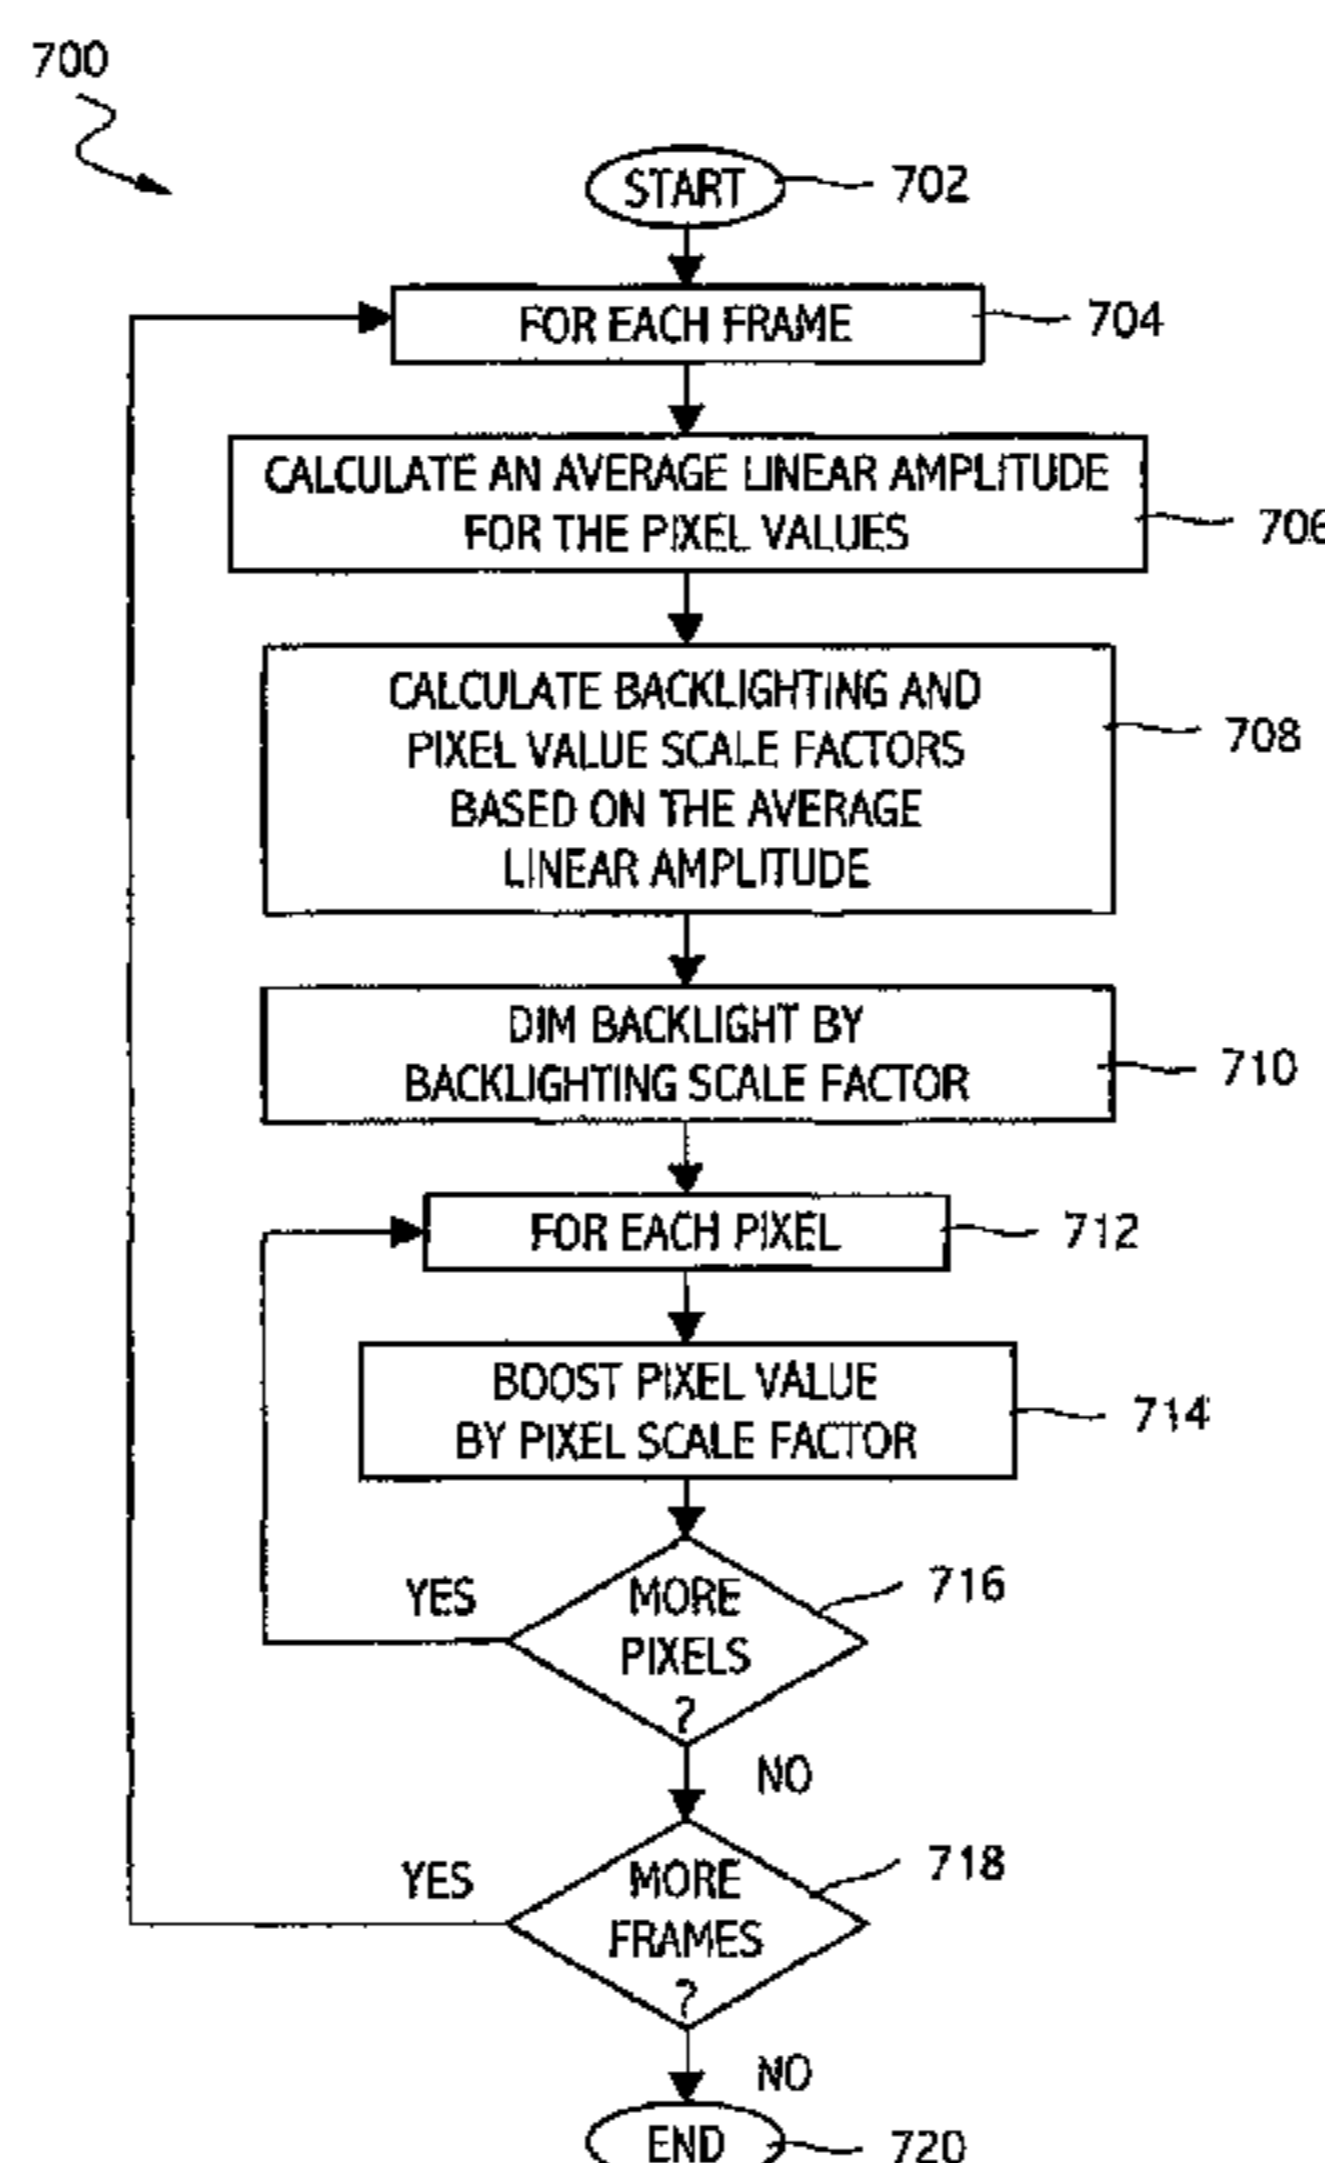 700
START
702
FOR EACH FRAME
704
CALCULATE AN AVERAGE LINEAR AMPLITUDE
FOR THE PIXEL VALUES
706
CALCULATE BACKLIGHTING AND
PIXEL VALUE SCALE FACTORS
BASED ON THE AVERAGE
LINEAR AMPLITUDE
708
DIM BACKLIGHT BY
BACKLIGHTING SCALE FACTOR
710
FOR EACH PIXEL
712
BOOST PIXEL VALUE
BY PIXEL SCALE FACTOR
714
YES
MORE
PIXELS
?
716
NO
YES
MORE
FRAMES
?
718
NO
END
720